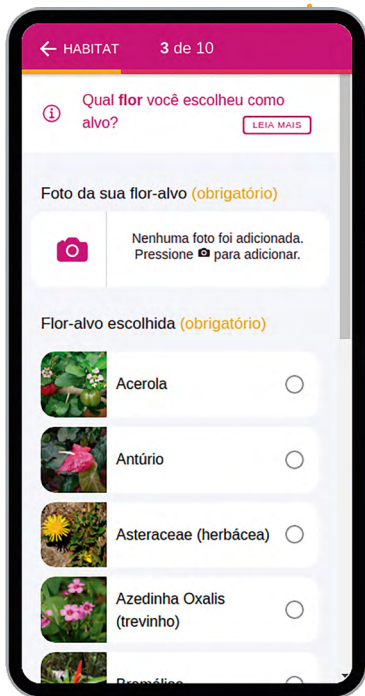 ← HABITAT 3 de 10
Qual flor você escolheu como
alvo?
LEIA MAIS
Foto da sua flor-alvo (obrigatório)
Nenhuma foto foi adicionada.
Pressione para adicionar.
Flor-alvo escolhida (obrigatório)
Acerola
Antúrio
Asteraceae (herbácea)
Azedinha Oxalis
(trevinho)